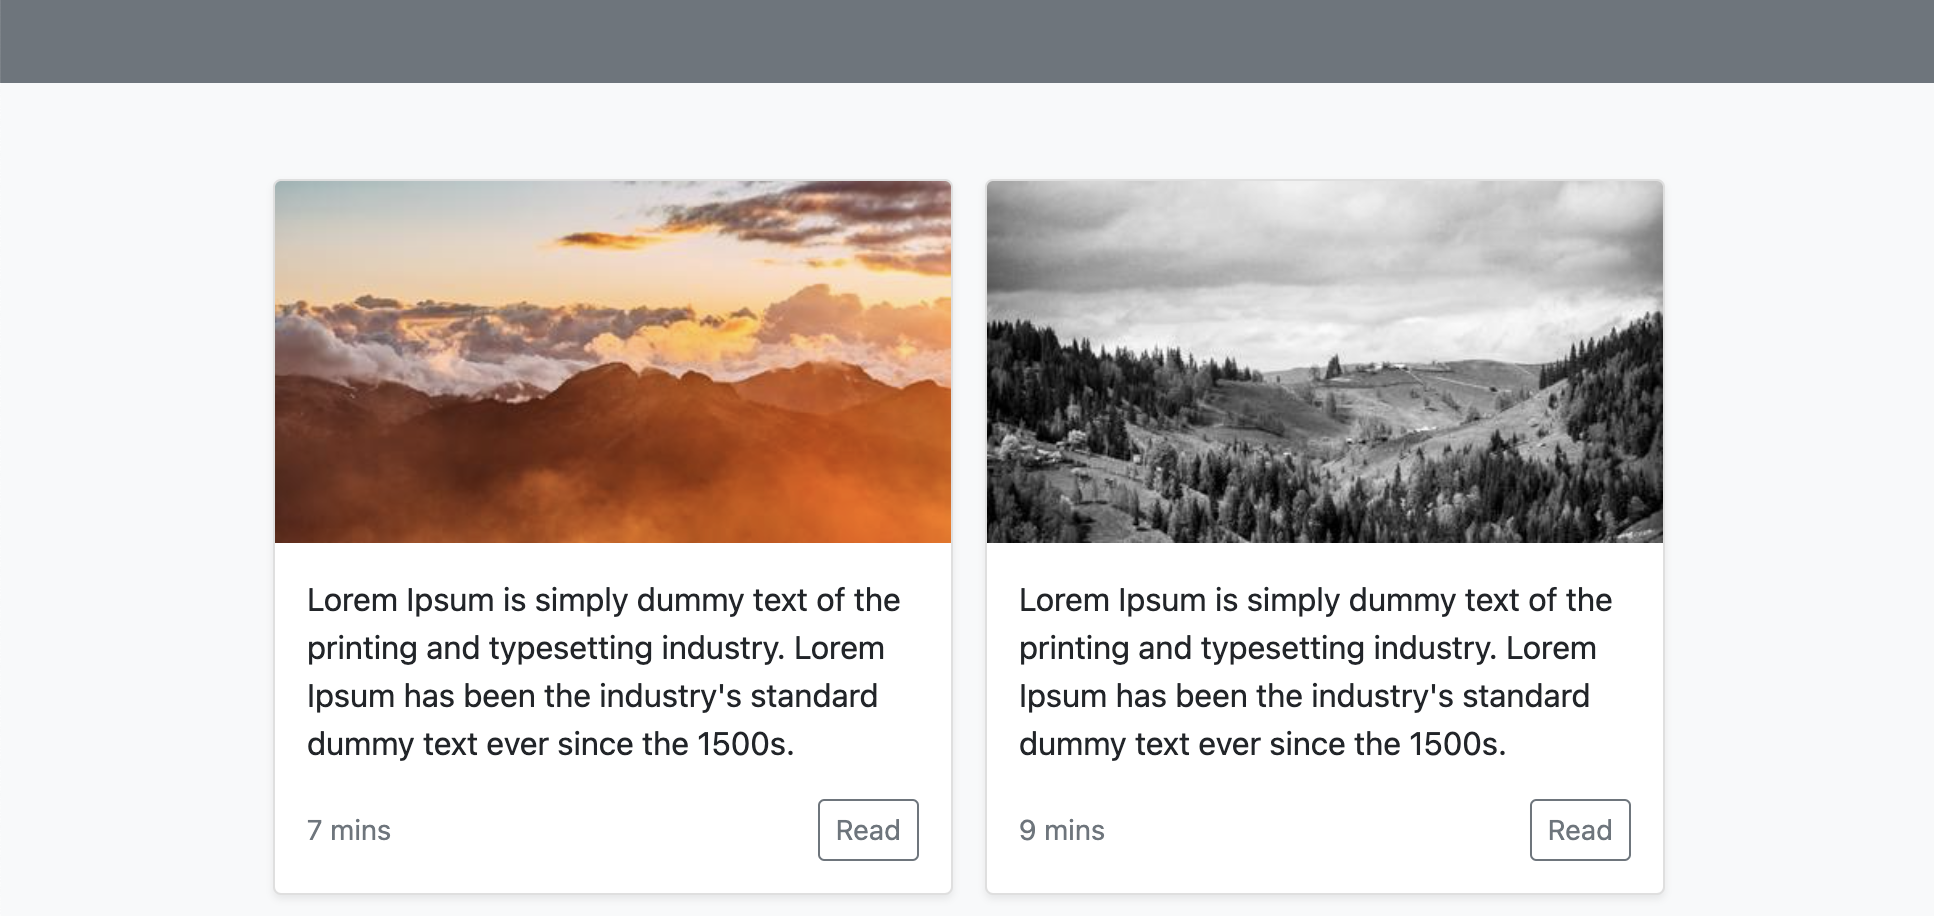 Lorem Ipsum is simply dummy text of the
printing and typesetting industry. Lorem
Ipsum has been the industry's standard
dummy text ever since the 1500s.
7 mins
Read
Lorem Ipsum is simply dummy text of the
printing and typesetting industry. Lorem
Ipsum has been the industry's standard
dummy text ever since the 1500s.
9 mins
Read